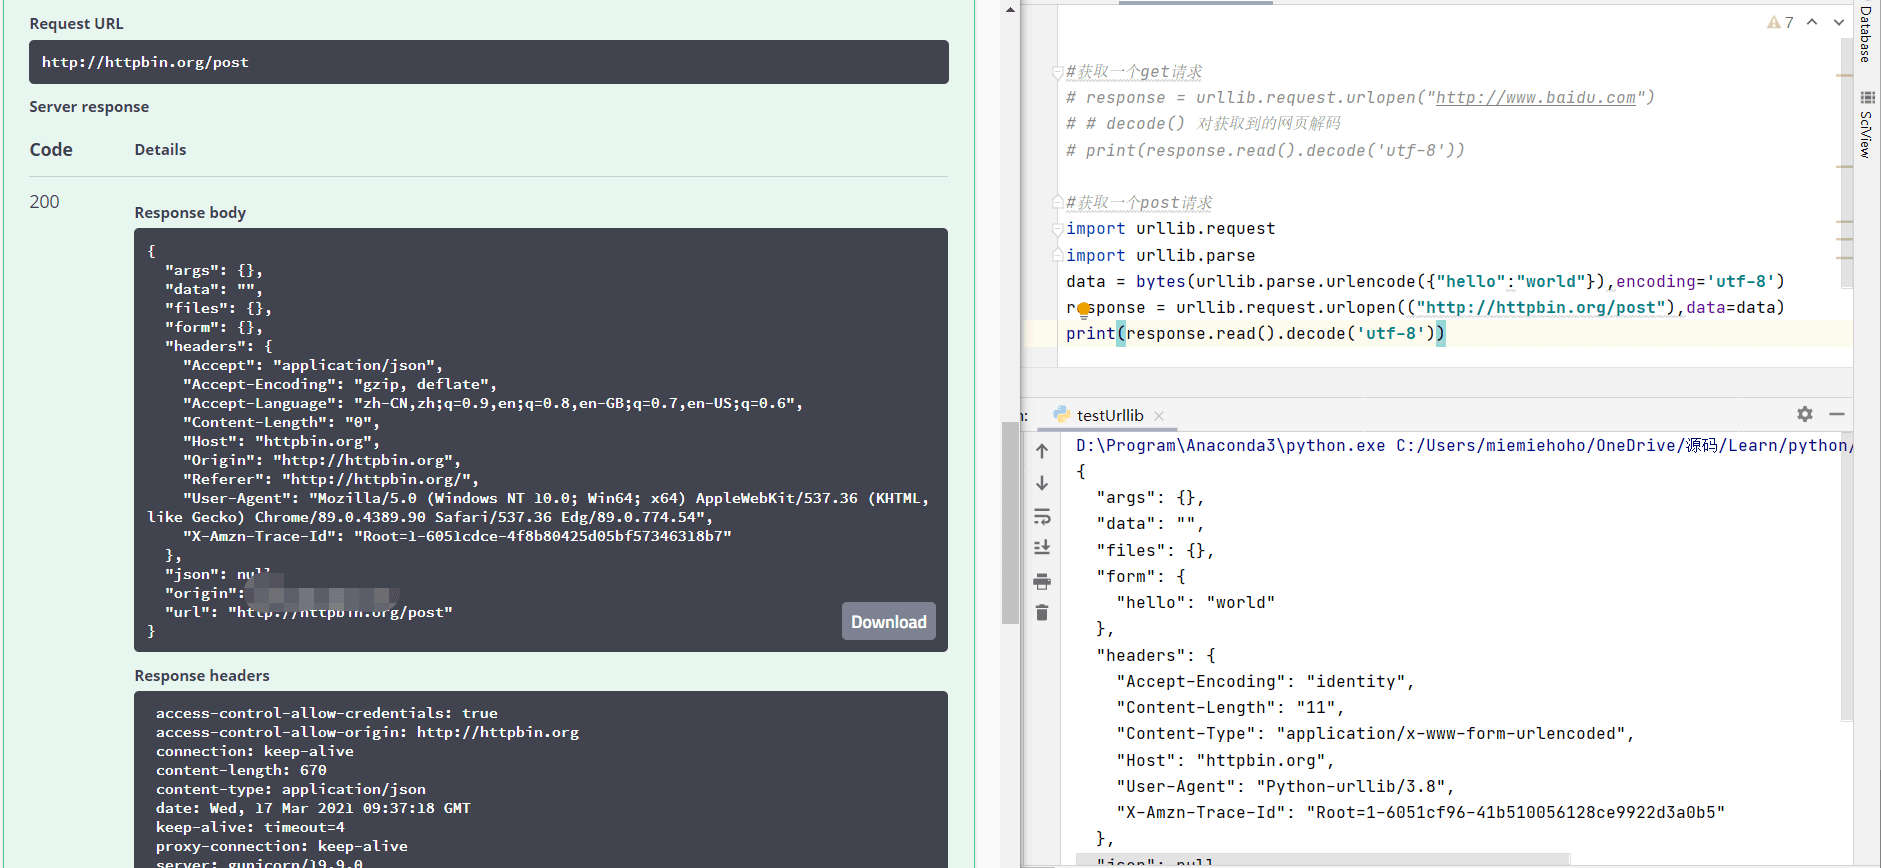 Request URL
http://httpbin.org/post
Server response
Code Details
200
Response body
{
"args": {},
"data": "",
"files": {},
"form": {},
"headers": {
"Accept": "application/json",
"Accept-Encoding": "gzip, deflate",
"Accept-Language": "zh-CN,zh;q=0.9,en;q=0.8,en-GB;q=0.7,en-US;q=0.6",
"Content-Length": "0",
"Host": "httpbin.org",
"Origin": "http://httpbin.org",
"Referer": "http://httpbin.org/",
"User-Agent": "Mozilla/5.0 (Windows NT 10.0; Win64; x64) AppleWebKit/537.36 (KHTML,
like Gecko) Chrome/89.0.4389.90 Safari/537.36 Edg/89.0.774.54",
"X-Amzn-Trace-Id": "Root=1-6051cdce-4f8b80425d05bf57346318b7"
},
"json": null
"origin":
"url": "http://httpbin.org/post"
}
Download
Response headers
access-control-allow-credentials: true
access-control-allow-origin: http://httpbin.org
connection: keep-alive
content-length: 670
content-type: application/json
date: Wed, 17 Mar 2021 09:37:18 GMT
keep-alive: timeout=4
proxy-connection: keep-alive
server: gunicorn/19.9.0
7
#获取一个get请求
# response = urllib.request.urlopen("http://www.baidu.com")
# # decode() 对获取到的网页解码
# print(response.read().decode('utf-8'))
#获取一个post请求
import urllib.request
import urllib.parse
data = bytes(urllib.parse.urlencode({"hello":"world"}),encoding='utf-8')
response = urllib.request.urlopen(("http://httpbin.org/post"),data=data)
print(response.read().decode('utf-8'))
Database
SciView
testUrllib
D:\Program\Anaconda3\python.exe C:/Users/miemiehoho/OneDrive/源码/Learn/python/
{
"args": {},
"data": "",
"files": {},
"form": {
"hello": "world"
},
"headers": {
"Accept-Encoding": "identity",
"Content-Length": "11",
"Content-Type": "application/x-www-form-urlencoded",
"Host": "httpbin.org",
"User-Agent": "Python-urllib/3.8",
"X-Amzn-Trace-Id": "Root=1-6051cf96-41b510056128ce9922d3a0b5"
},
"json": null